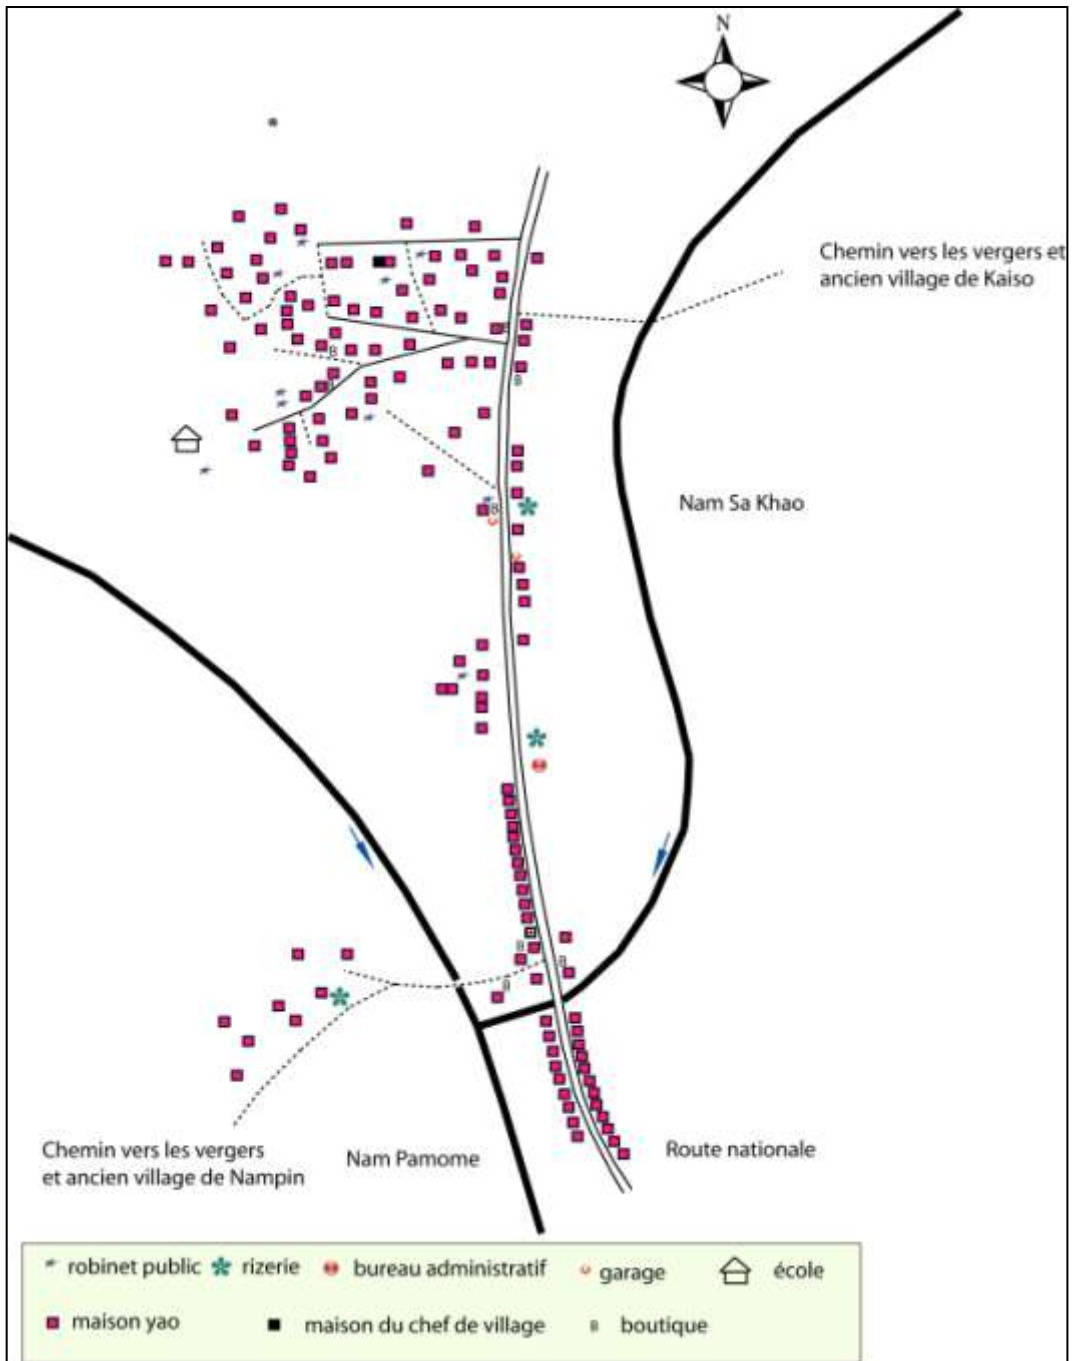 N
Chemin vers les vergers et
ancien village de Kaiso
B
B
B
B
B
Nam Sa Khao
B
B
B
Chemin vers les vergers
et ancien village de Nampin
Nam Pamome
Route nationale
robinet public
rizerie
bureau administratif
garage
école
maison yao
maison du chef de village
B
boutique